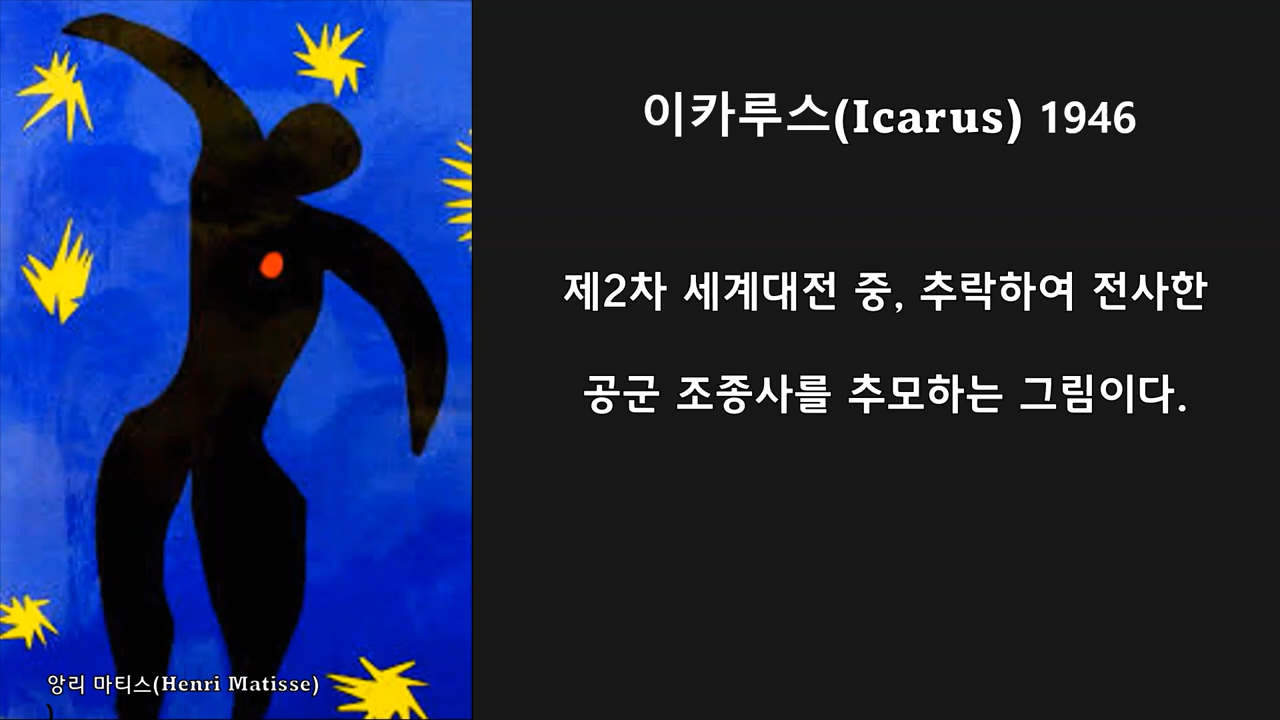 이카루스(Icarus) 1946
제2차 세계대전 중, 추락하여 전사한
공군 조종사를 추모하는 그림이다.
앙리 마티스(Henri Matisse)
)